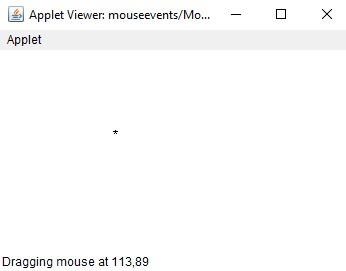 Applet Viewer: mouseevents/Mo...
Applet
*
Dragging mouse at 113,89